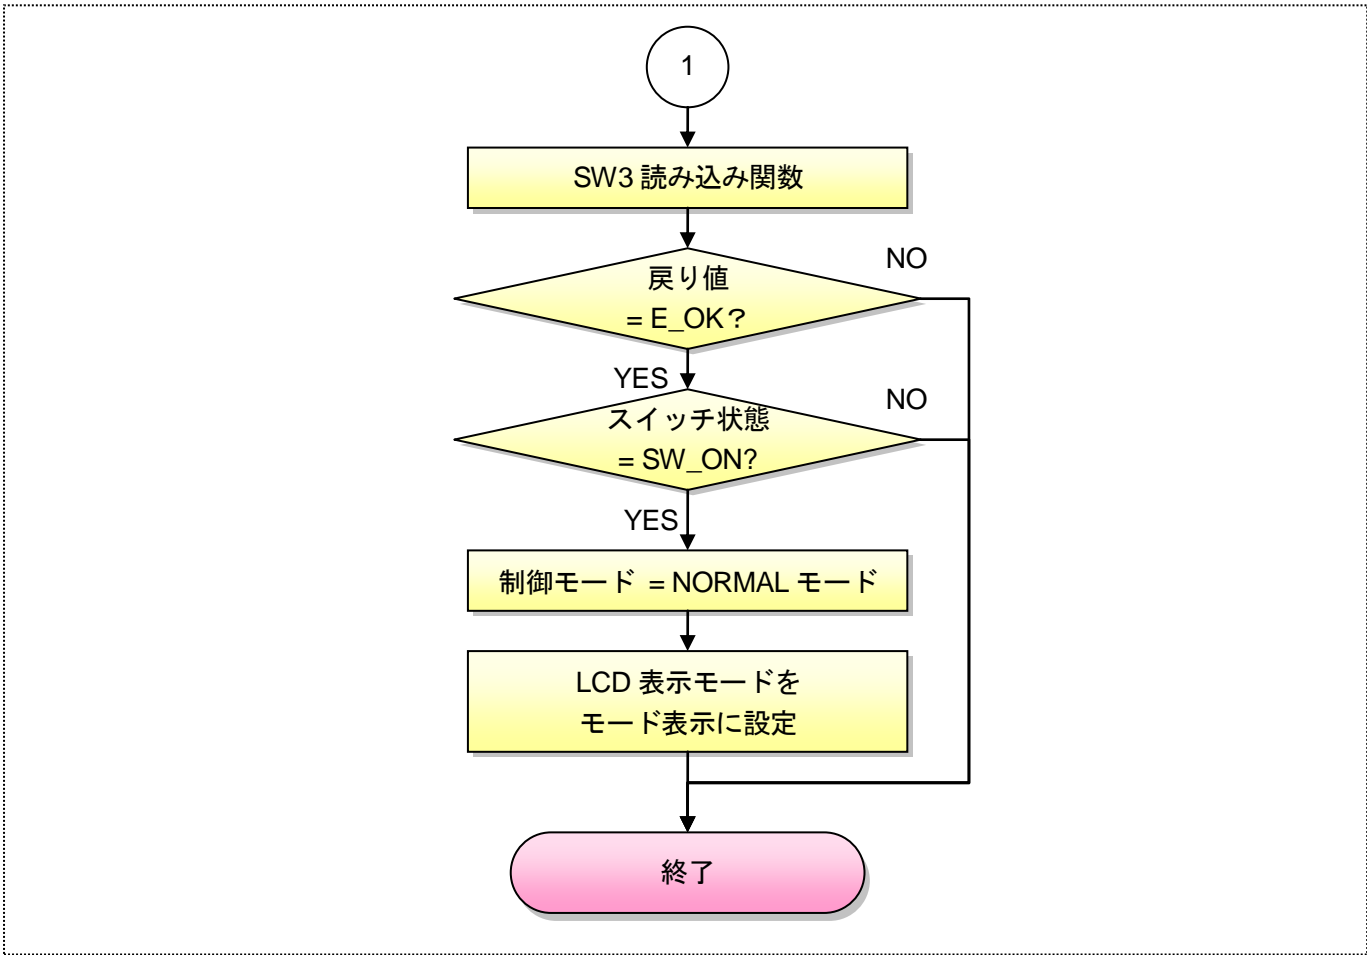 1
SW3 読み込み関数
NO
戻り値
= E_OK？
YES
NO
スイッチ状態
= SW_ON?
YES
制御モード = NORMAL モード
LCD 表示モードを
モード表示に設定
終了